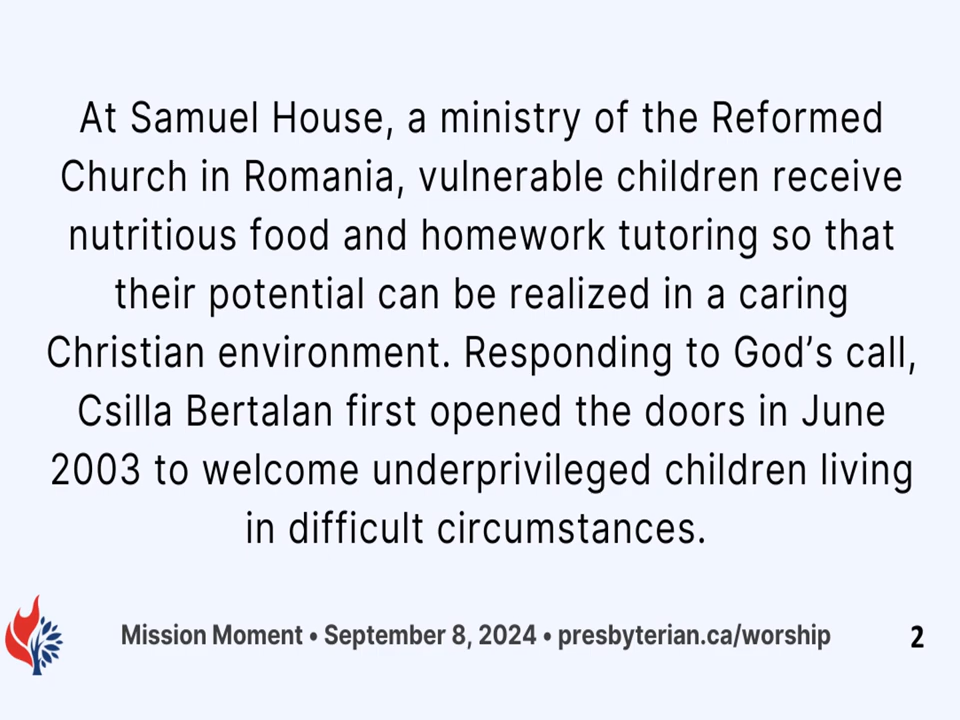 At Samuel House, a ministry of the Reformed
Church in Romania, vulnerable children receive
nutritious food and homework tutoring so that
their potential can be realized in a caring
Christian environment. Responding to God’s call,
Csilla Bertalan first opened the doors in June
2003 to welcome underprivileged children living
in difficult circumstances.
Mission Moment • September 8, 2024 • presbyterian.ca/worship 2